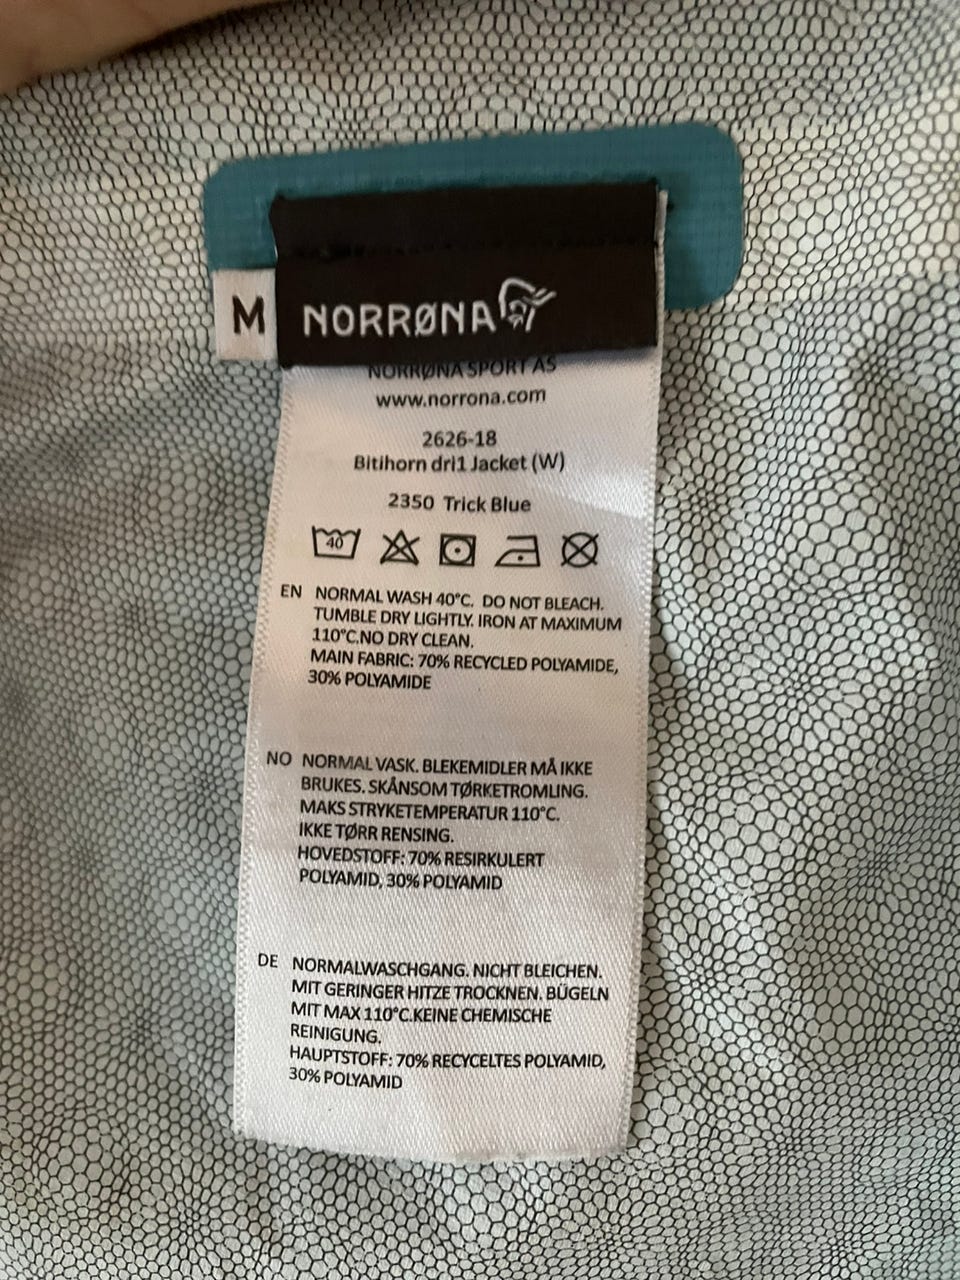 M
NORRØNA
NORRØNA SPORT AS
www.norrona.com
2626-18
Bitihorn dri1 Jacket (W)
2350 Trick Blue
40
EN NORMAL WASH 40°C. DO NOT BLEACH.
TUMBLE DRY LIGHTLY. IRON AT MAXIMUM
110°C.NO DRY CLEAN.
MAIN FABRIC: 70% RECYCLED POLYAMIDE,
30% POLYAMIDE
NO NORMAL VASK. BLEKEMIDLER MÅ IKKE
BRUKES. SKÅNSOM TØRKETROMLING.
MAKS STRYKETEMPERATUR 110°C.
IKKE TØRR RENSING.
HOVEDSTOFF: 70% RESIRKULERT
POLYAMID, 30% POLYAMID
DE NORMALWASCHGANG. NICHT BLEICHEN.
MIT GERINGER HITZE TROCKNEN. BÜGELN
MIT MAX 110°C.KEINE CHEMISCHE
REINIGUNG.
HAUPTSTOFF: 70% RECYCELTES POLYAMID,
30% POLYAMID